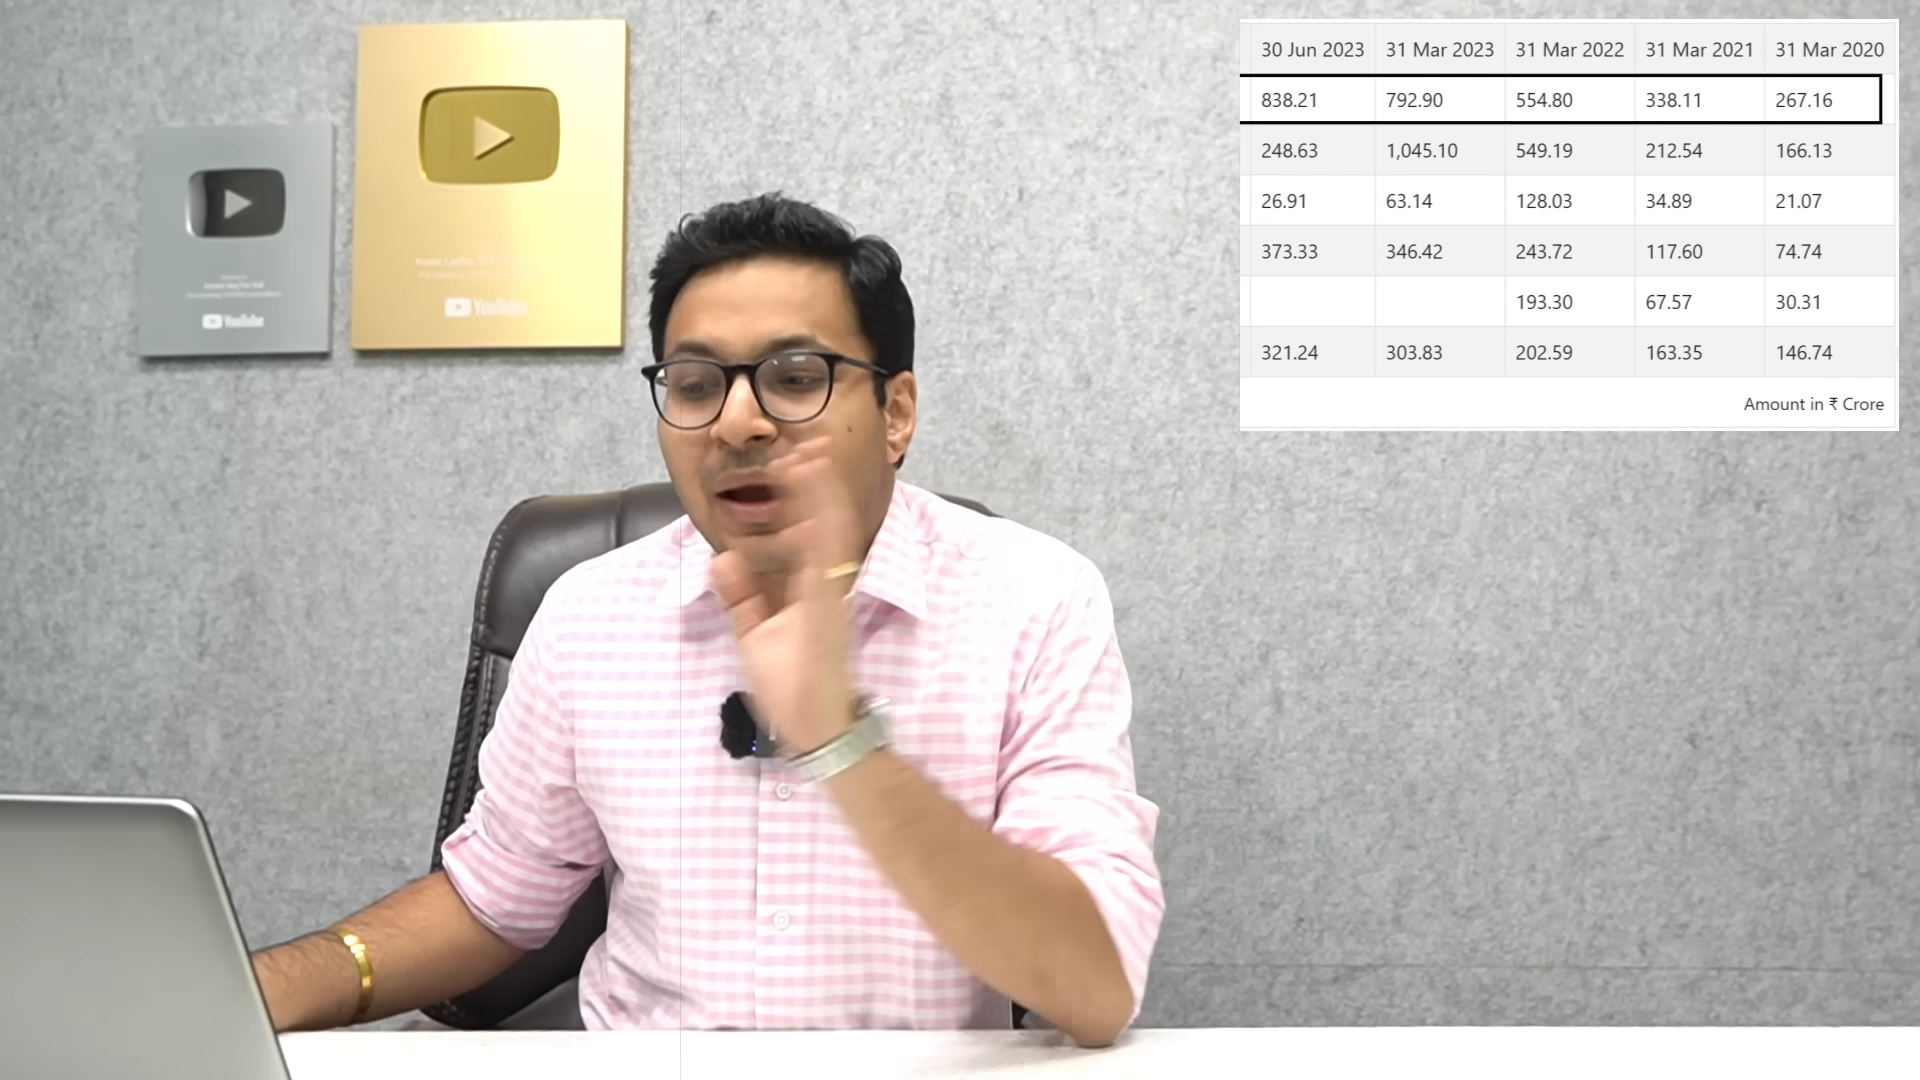 30 Jun 2023 31 Mar 2023 31 Mar 2022 31 Mar 2021 31 Mar 2020
838.21 792.90 554.80 338.11 267.16
248.63 1,045.10 549.19 212.54 166.13
26.91 63.14 128.03 34.89 21.07
373.33 346.42 243.72 117.60 74.74
193.30 67.57 30.31
321.24 303.83 202.59 163.35 146.74
Amount in ₹ Crore
YouTube
YouTube